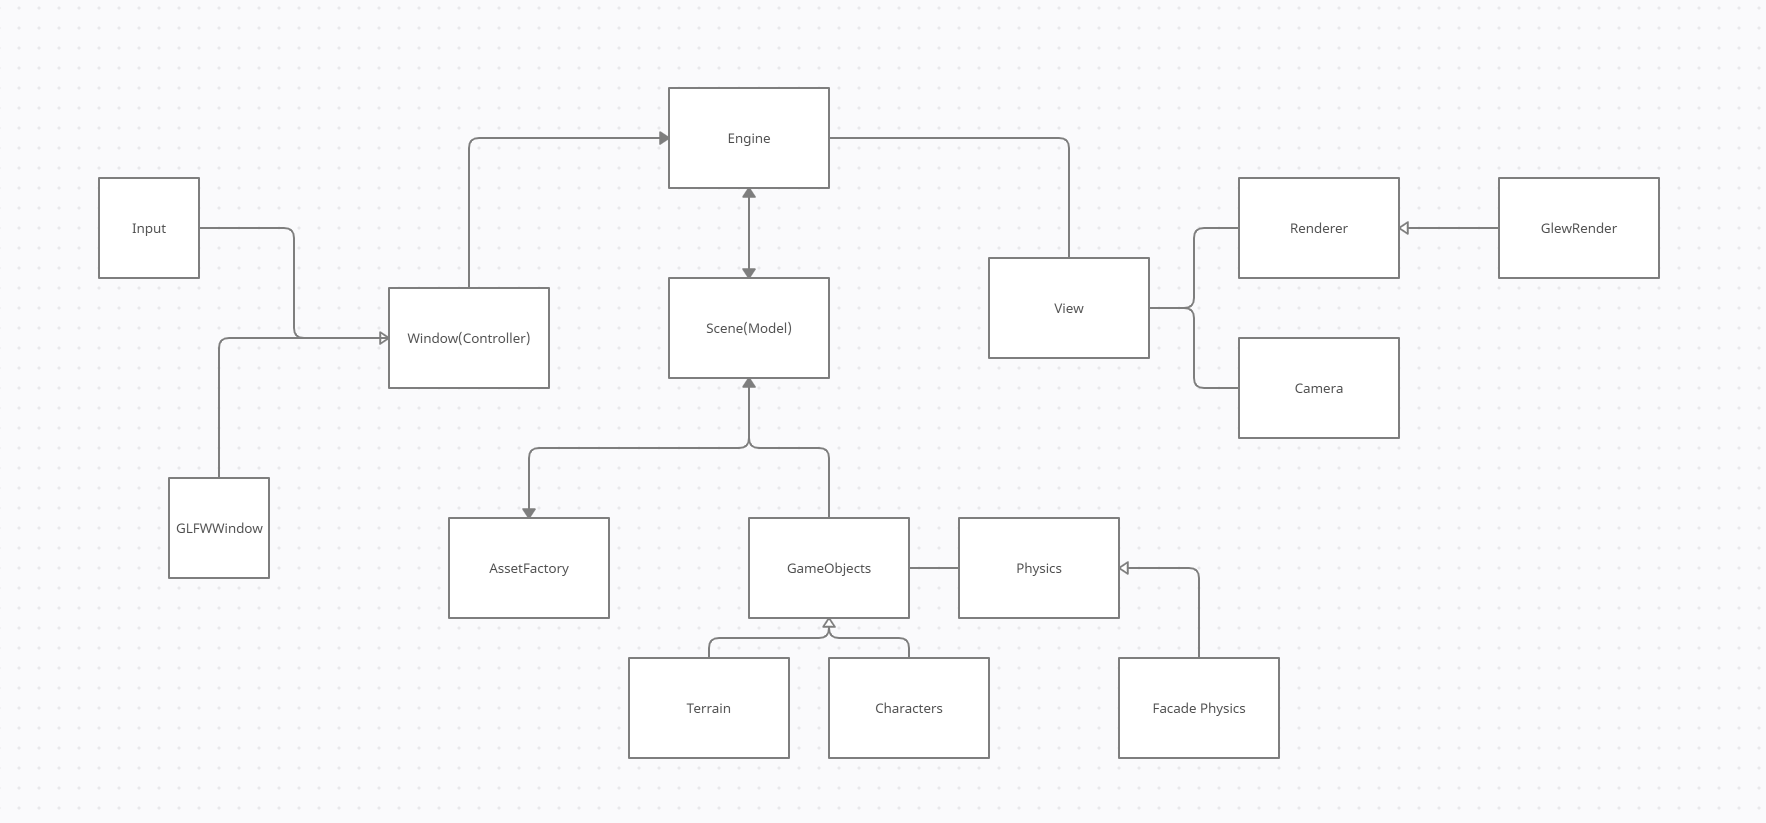 Engine
Input
Renderer
GlewRender
View
Scene(Model)
Window(Controller)
Camera
GLFWWindow
AssetFactory
GameObjects
Physics
Terrain
Characters
Facade Physics